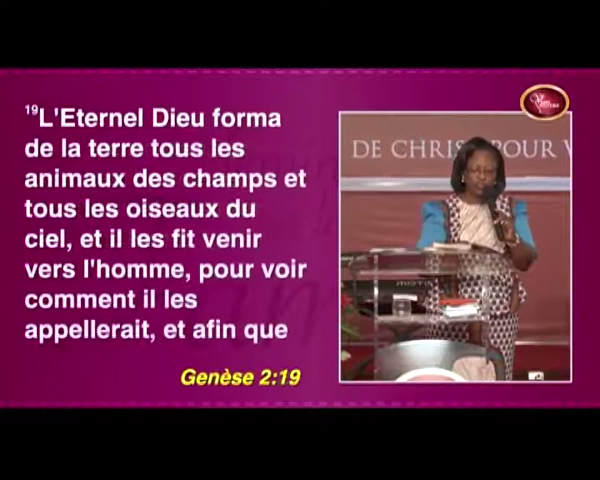 19L'Eternel Dieu forma
de la terre tous les
animaux des champs et
tous les oiseaux du
ciel, et il les fit venir
vers l'homme, pour voir
comment il les
appellerait, et afin que
Genèse 2:19
DE CHRIST POUR V